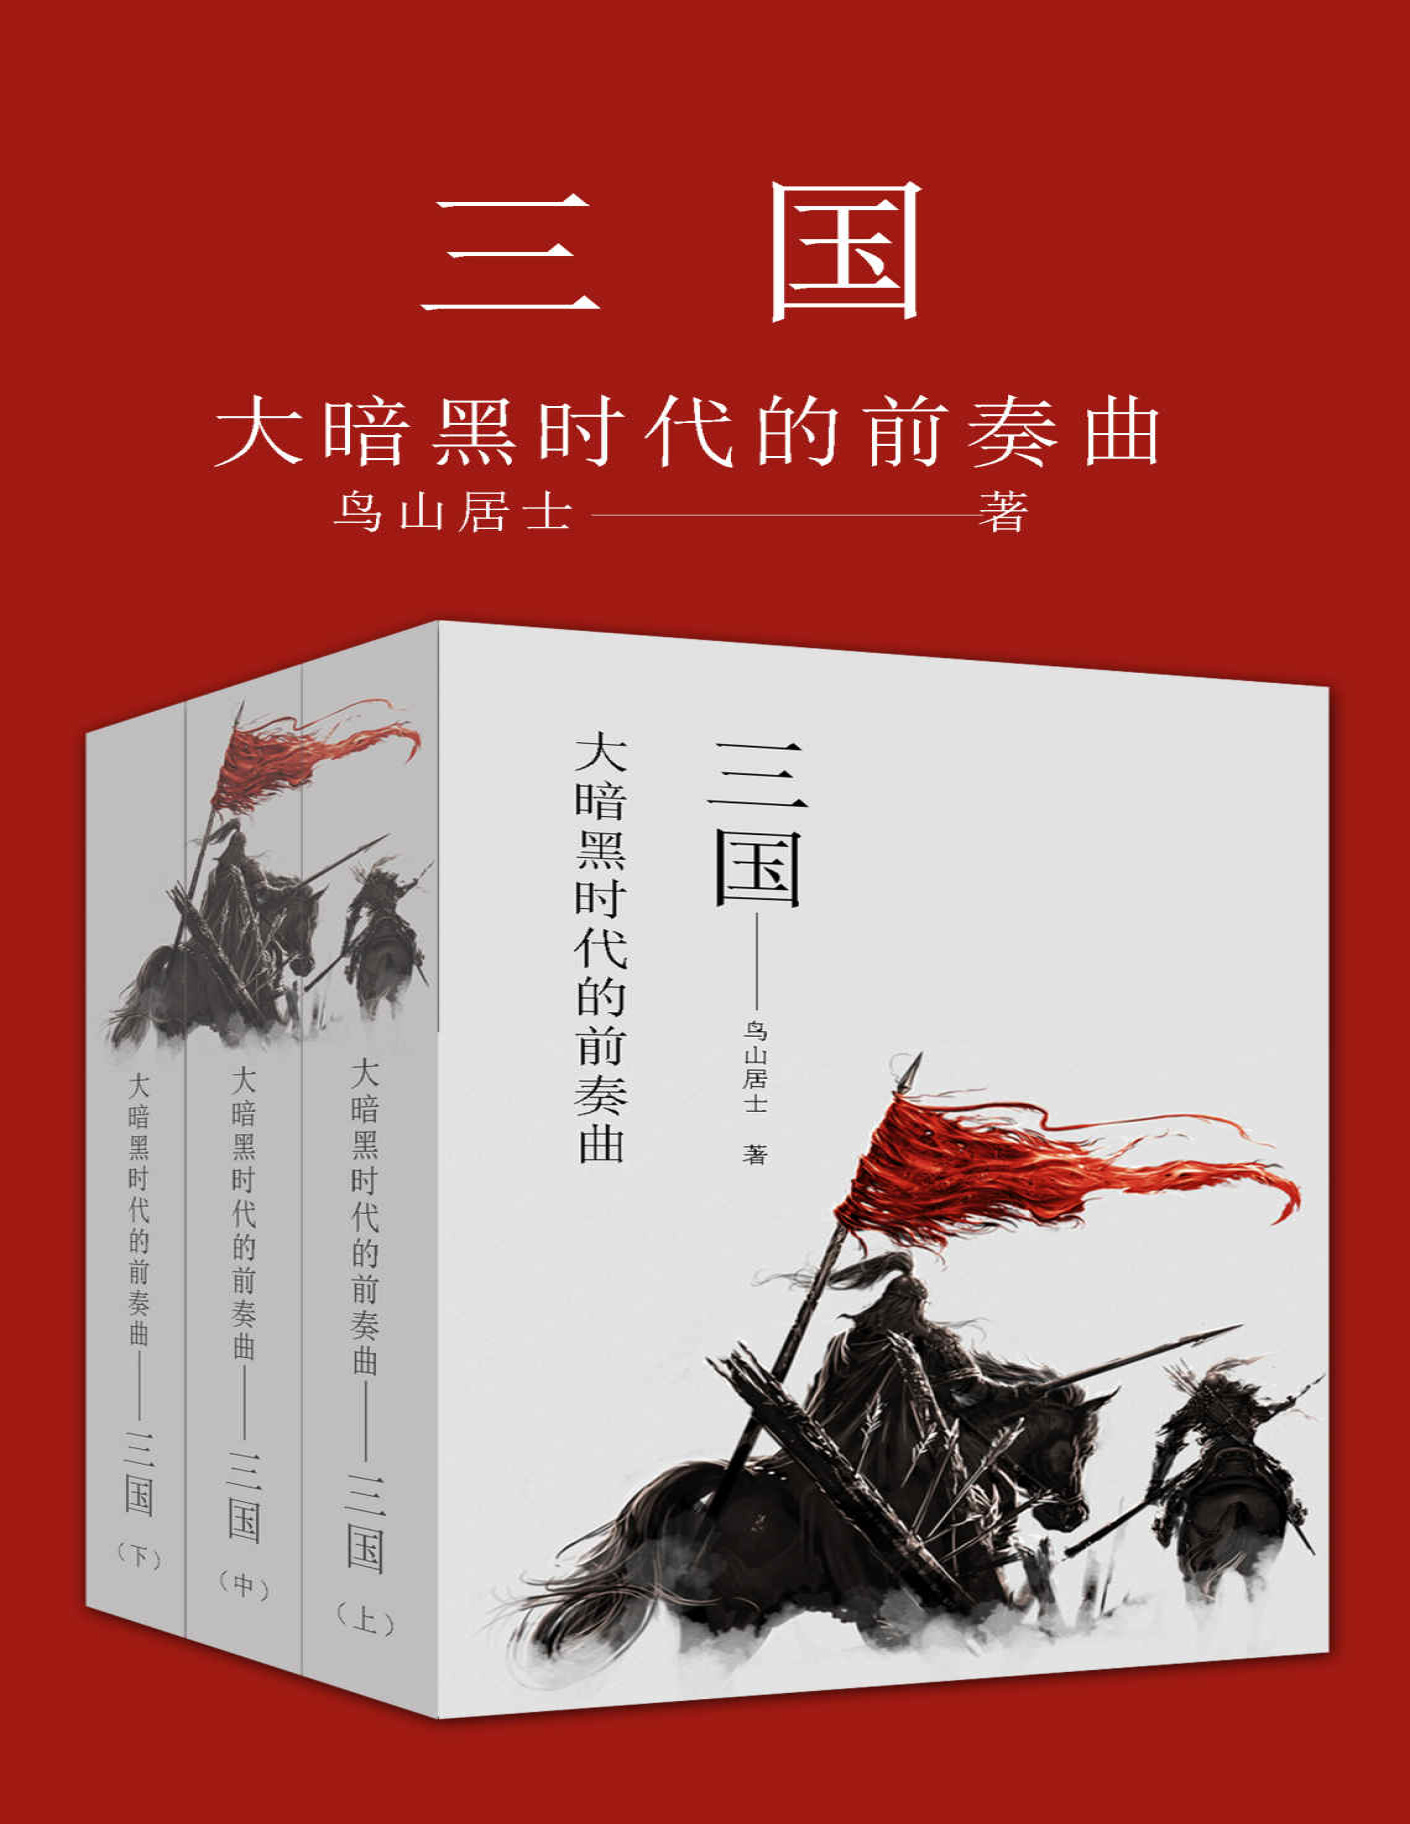 三国
大暗黑时代的前奏曲
鸟山居士————著
三国——鸟山居士 著
大暗黑时代的前奏曲
大暗黑时代的前奏曲——三国(上)
大暗黑时代的前奏曲——三国(中)
大暗黑时代的前奏曲——三国(下)